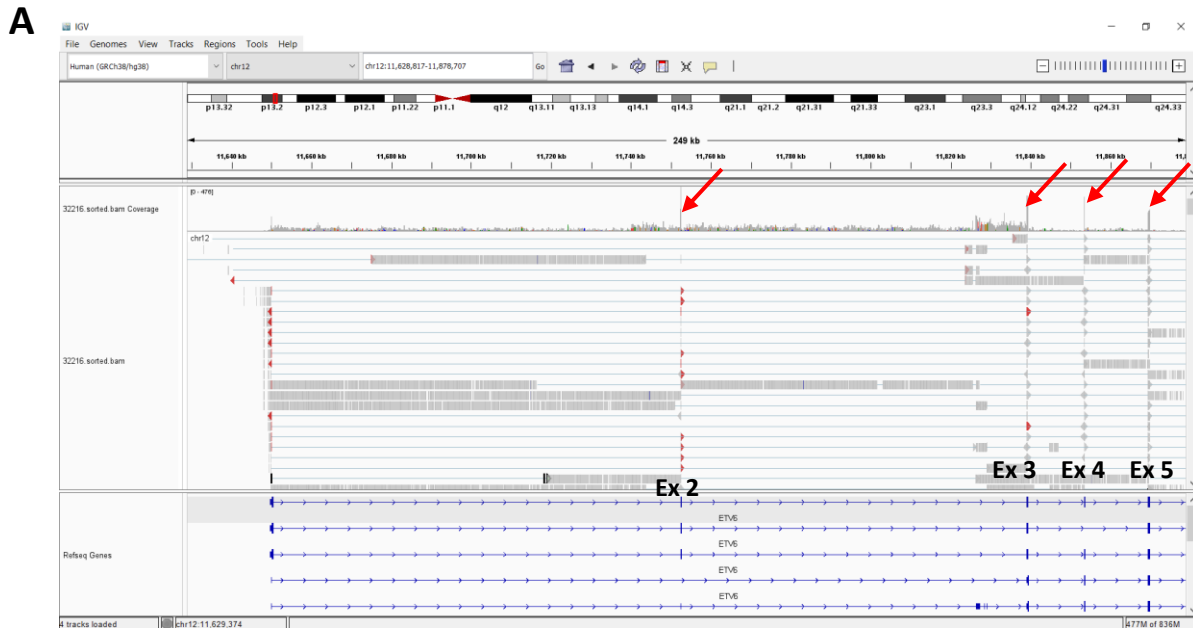 A
IGV
File Genomes View Tracks Regions Tools Help
Human (GRCh38/hg38) chr12 chr12:11,628,817-11,878,707 Go
p13.32 p13.2 p12.3 p12.1 p11.22 p11.1 q12 q13.11 q13.13 q14.1 q14.3 q21.1 q21.2 q21.31 q21.33 q23.1 q23.3 q24.12 q24.22 q24.31 q24.33
249 kb
11,640 kb 11,660 kb 11,680 kb 11,700 kb 11,720 kb 11,740 kb 11,760 kb 11,780 kb 11,800 kb 11,820 kb 11,840 kb 11,860 kb 11,8
[0 - 476]
32216.sorted.bam Coverage
chr12
32216.sorted.bam
Ex 2 Ex 3 Ex 4 Ex 5
ETV6
ETV6
Refseq Genes
ETV6
ETV6
4 tracks loaded chr12:11,629,374 477M of 836M